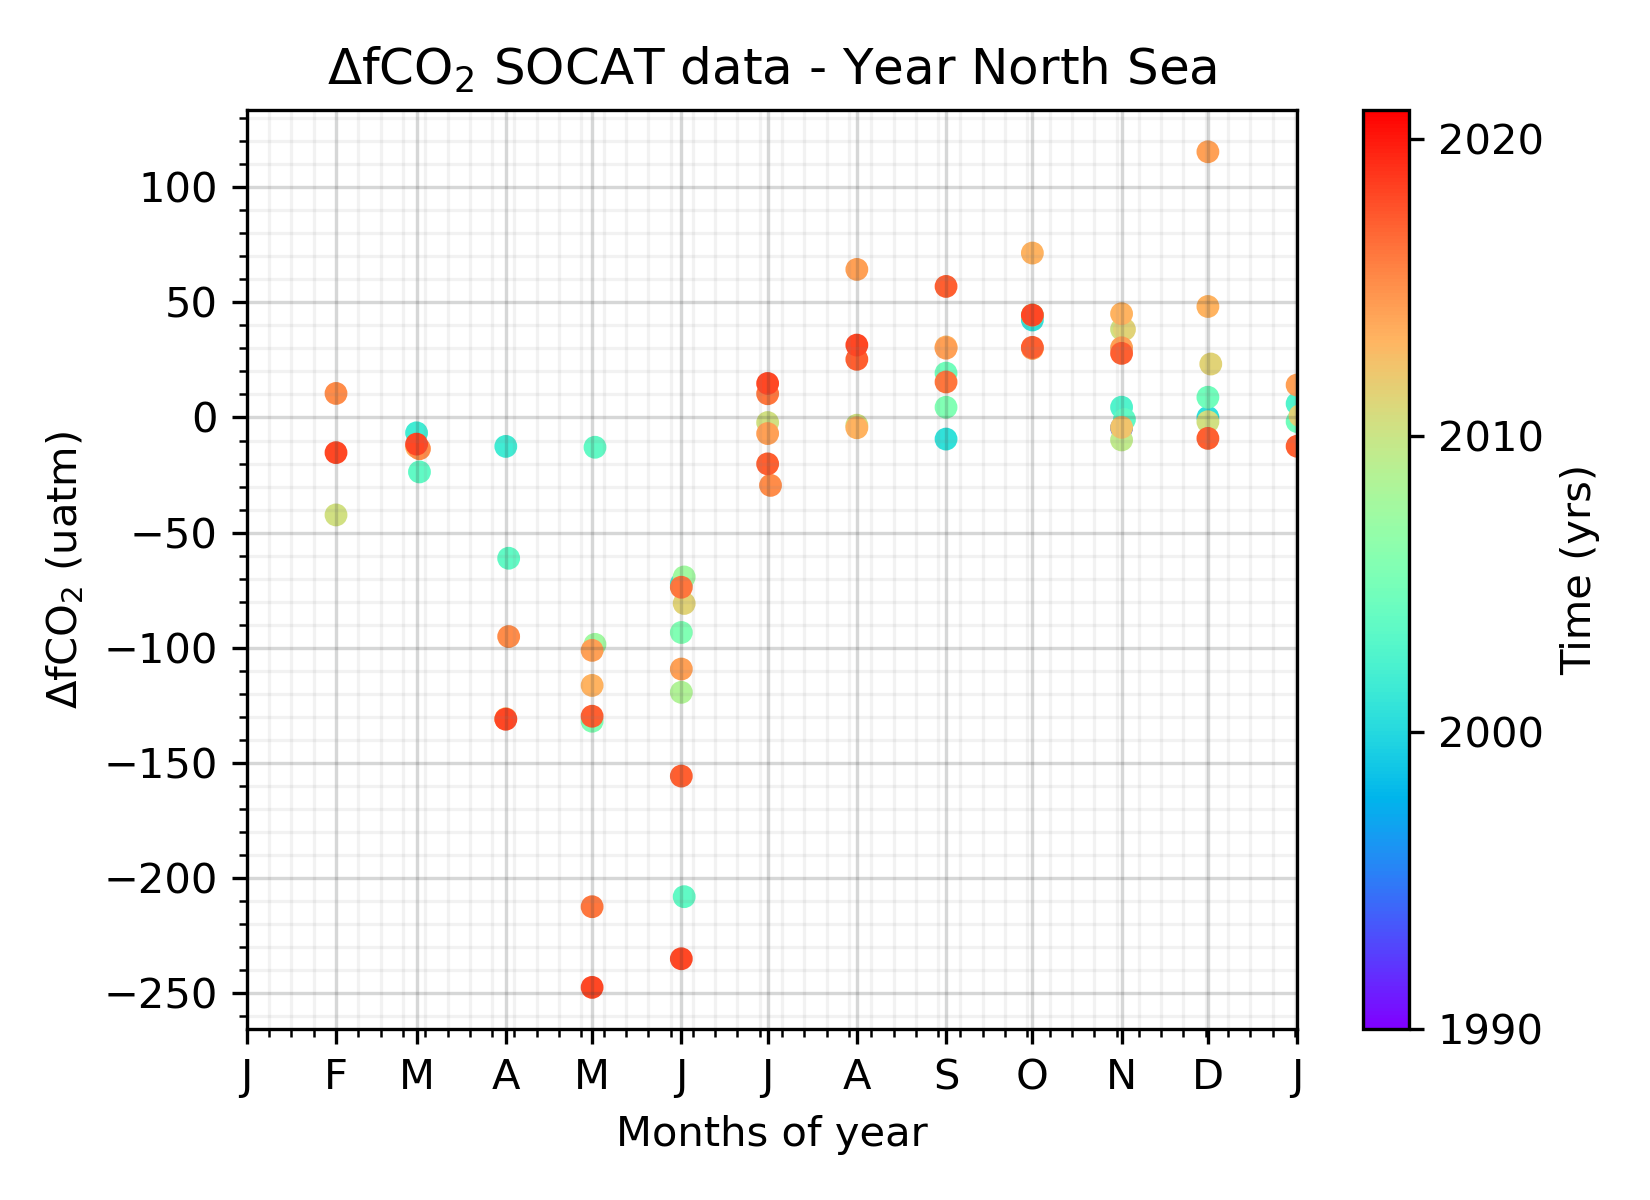 ΔfCO₂ SOCAT data - Year North Sea
100
50
0
−50
−100
−150
−200
−250
ΔfCO₂ (uatm)
J F M A M J J A S O N D J
Months of year
2020
2010
2000
1990
Time (yrs)